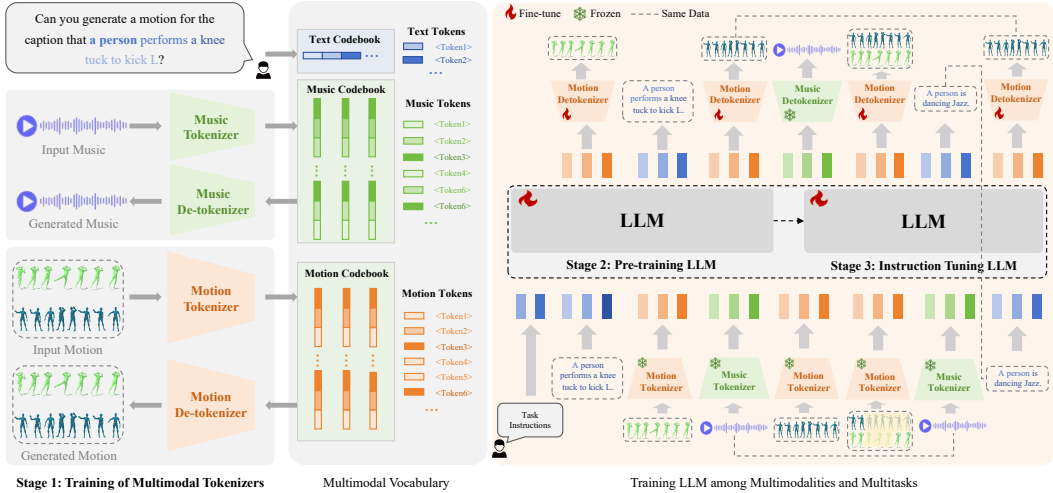 Can you generate a motion for the
caption that a person performs a knee
tuck to kick L?
Input Music
Music
Tokenizer
Generated Music
Music
De-tokenizer
Input Motion
Motion
Tokenizer
Generated Motion
Motion
De-tokenizer
Stage 1: Training of Multimodal Tokenizers
Text Codebook
Text Tokens
<Token1>
<Token2>
...
Music Codebook
Music Tokens
<Token1>
<Token2>
<Token3>
<Token4>
<Token6>
<Token6>
...
Motion Codebook
Motion Tokens
<Token1>
<Token2>
<Token3>
<Token4>
<Token5>
<Token6>
...
Multimodal Vocabulary
Fine-tune
Frozen
Same Data
Motion
Detokenizer
A person
performs a knee
tuck to kick L.
Motion
Detokenizer
Music
Detokenizer
Motion
Detokenizer
A person is
dancing Jazz.
Motion
Detokenizer
LLM
LLM
Stage 2: Pre-training LLM
Stage 3: Instruction Tuning LLM
A person
performs a knee
tuck to kick L.
Motion
Tokenizer
Music
Tokenizer
Motion
Tokenizer
Motion
Tokenizer
Music
Tokenizer
A person is
dancing Jazz.
Task
Instructions
Training LLM among Multimodalities and Multitasks